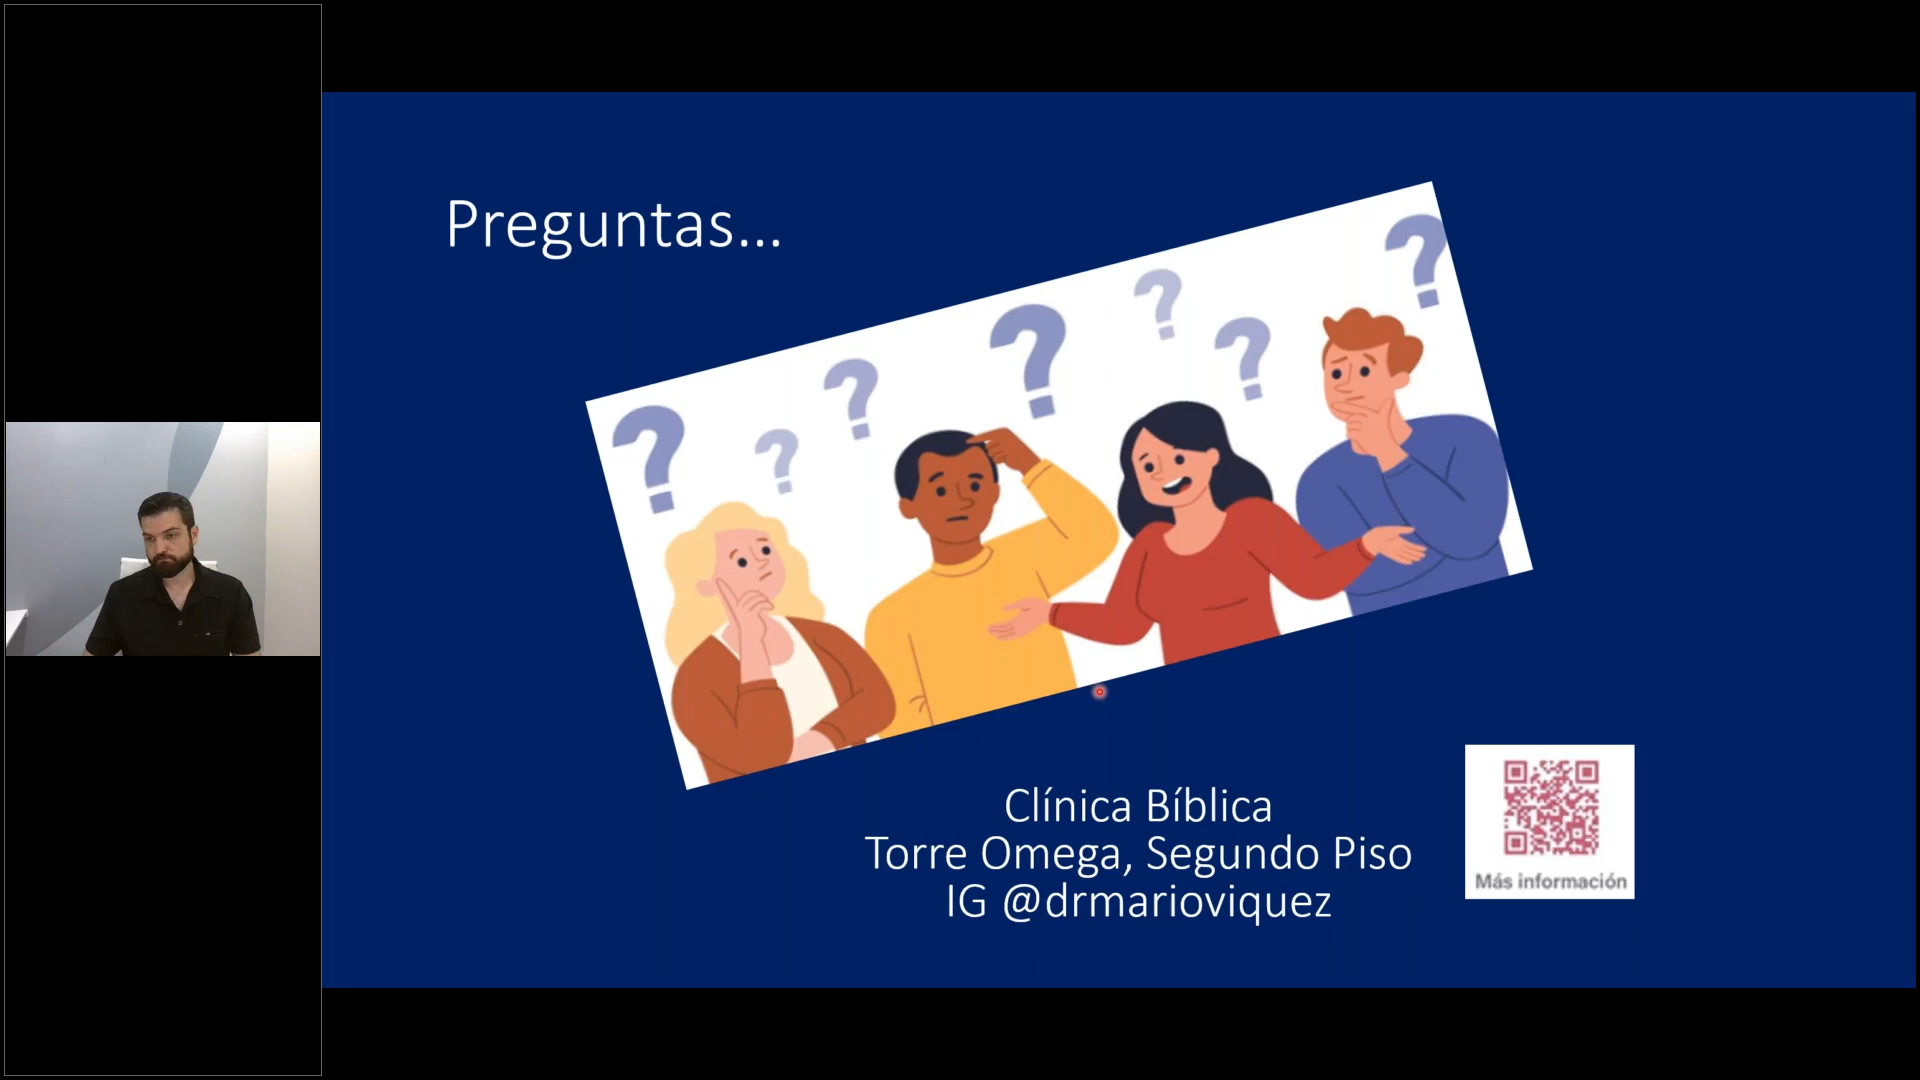 Preguntas...
Clínica Bíblica
Torre Omega, Segundo Piso
IG @drmarioviquez
Más información